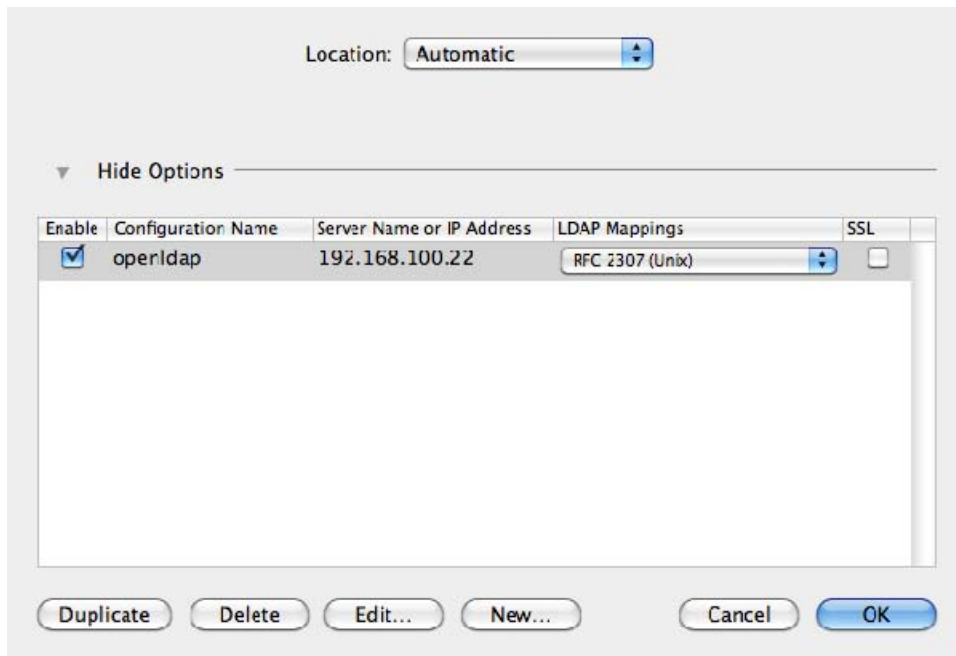 Location: Automatic
Hide Options
Enable Configuration Name Server Name or IP Address LDAP Mappings SSL
openldap 192.168.100.22 RFC 2307 (Unix)
Duplicate Delete Edit... New... Cancel OK